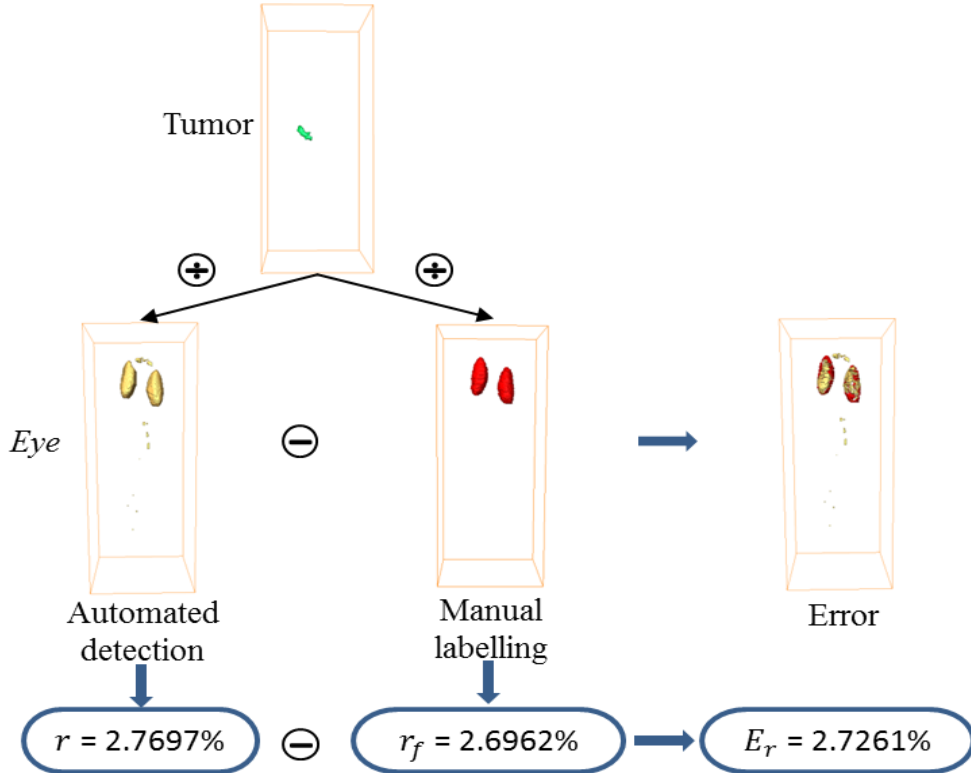 Tumor
÷ ÷
Eye
−
Automated detection
Manual labelling
Error
r = 2.7697%
−
r_f = 2.6962%
E_r = 2.7261%